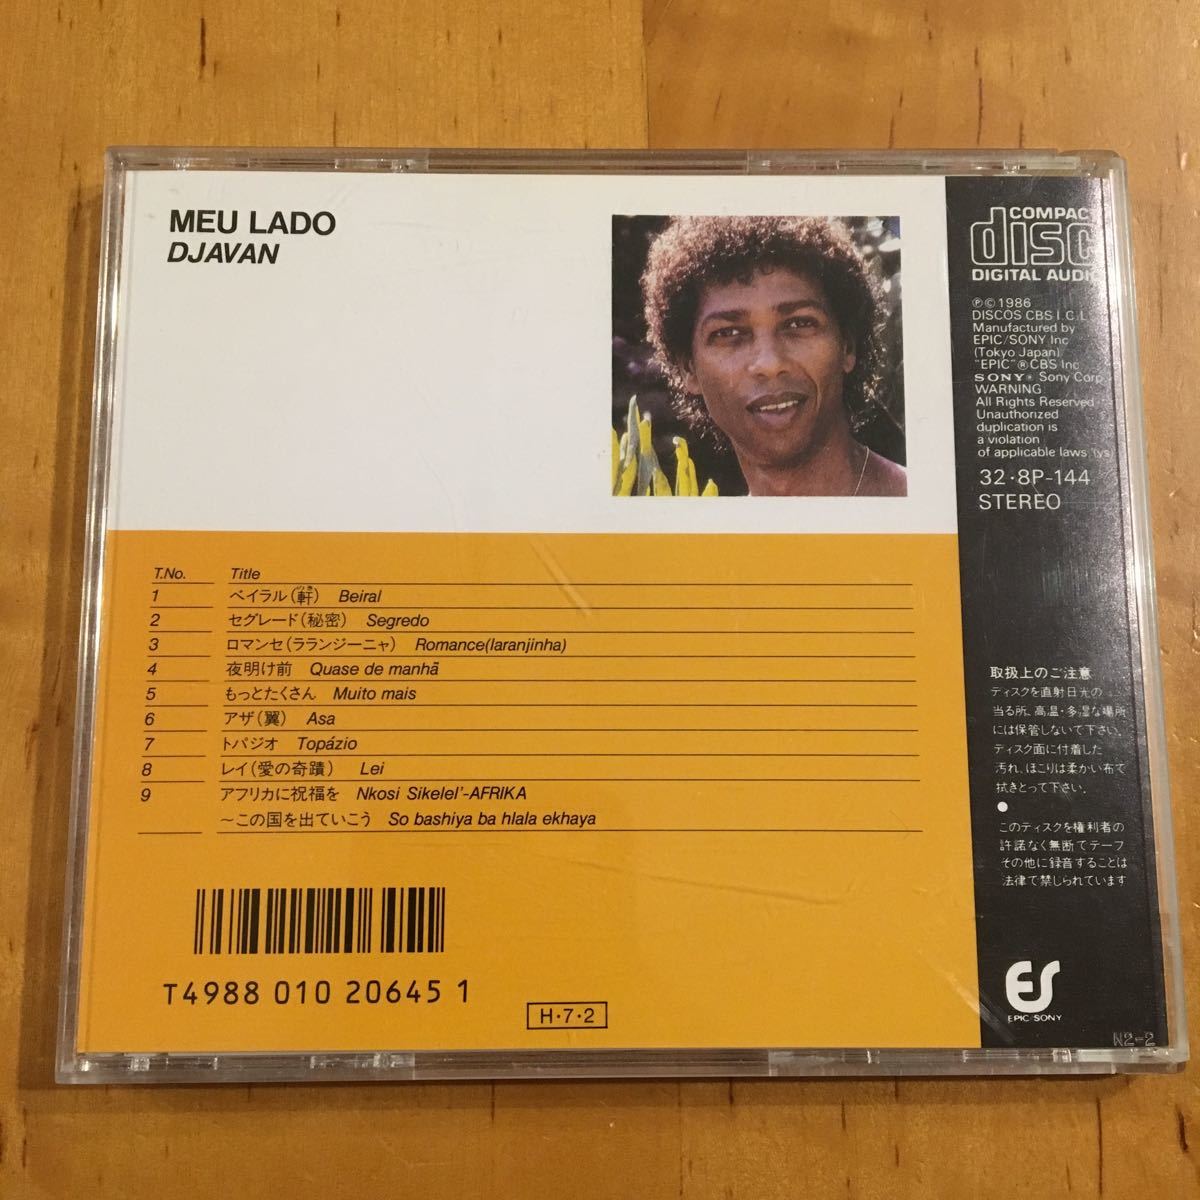 MEU LADO
DJAVAN
T.No. Title
1 ベイラル(軒) Beiral
2 セグレード(秘密) Segredo
3 ロマンセ(ラランジーニャ) Romance(laranjinha)
4 夜明け前 Quase de manhã
5 もっとたくさん Muito mais
6 アザ(翼) Asa
7 トパジオ Topázio
8 レイ(愛の奇蹟) Lei
9 アフリカに祝福を Nkosi Sikelel'-AFRIKA
〜この国を出ていこう So bashiya ba hlala ekhaya
T4988 010 20645 1
H・7・2
COMPACT
disc
DIGITAL AUDIO
℗©1986
DISCOS CBS I.C.L
Manufactured by
EPIC/SONY Inc
(Tokyo Japan)
"EPIC"®CBS Inc
SONY® Sony Corp
WARNING
All Rights Reserved
Unauthorized
duplication is
a violation
of applicable laws
32・8P-144
STEREO
取扱上のご注意
ディスクを直射日光の
当る所、高温・多湿な場所
には保管しないで下さい。
ディスク面に付着した
汚れ、ほこりは柔かい布で
拭きとって下さい。
●
このディスクを権利者の
許諾なく無断でテープ
その他に録音することは
法律で禁じられています
ES
EPIC/SONY
N2-2